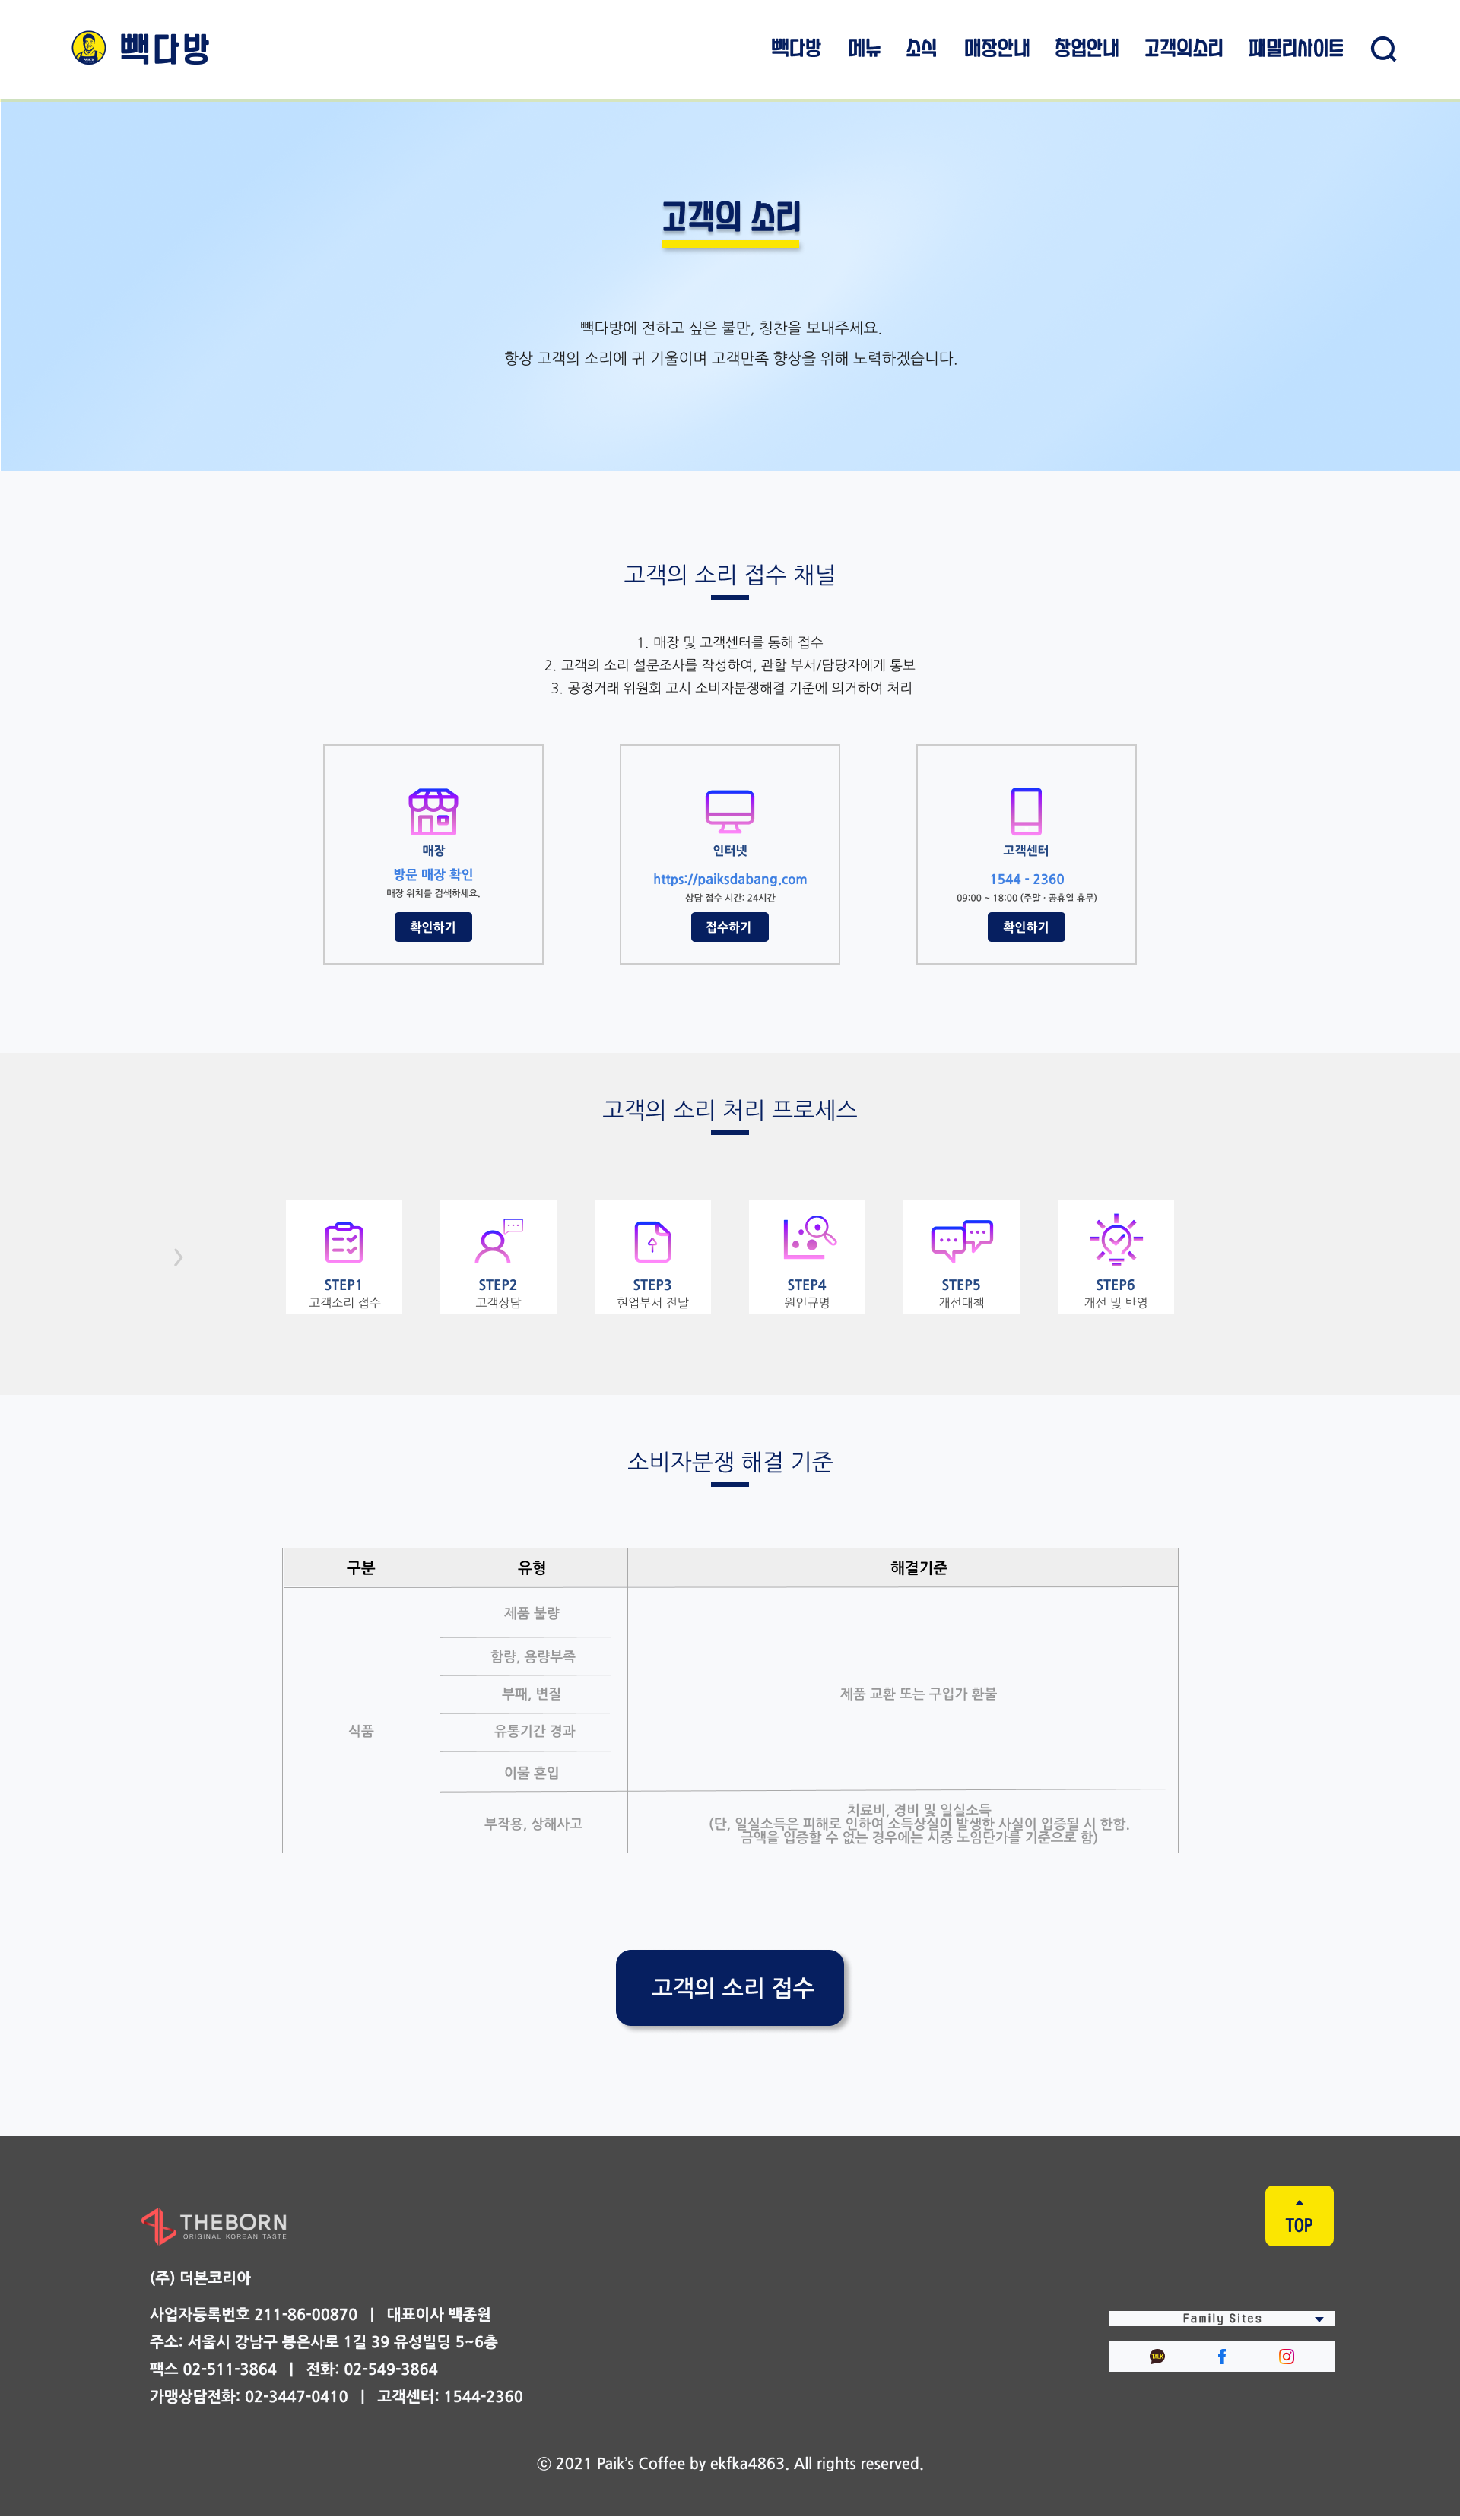 빽다방
빽다방 메뉴 소식 매장안내 창업안내 고객의소리 패밀리사이트
고객의 소리
빽다방에 전하고 싶은 불만, 칭찬을 보내주세요.
항상 고객의 소리에 귀 기울이며 고객만족 향상을 위해 노력하겠습니다.
고객의 소리 접수 채널
1. 매장 및 고객센터를 통해 접수
2. 고객의 소리 설문조사를 작성하여, 관할 부서/담당자에게 통보
3. 공정거래 위원회 고시 소비자분쟁해결 기준에 의거하여 처리
매장
방문 매장 확인
매장 위치를 검색하세요.
확인하기
인터넷
https://paiksdabang.com
상담 접수 시간: 24시간
접수하기
고객센터
1544 - 2360
09:00 ~ 18:00 (주말 · 공휴일 휴무)
확인하기
고객의 소리 처리 프로세스
STEP1
고객소리 접수
STEP2
고객상담
STEP3
현업부서 전달
STEP4
원인규명
STEP5
개선대책
STEP6
개선 및 반영
소비자분쟁 해결 기준
구분 유형 해결기준
식품
제품 불량
함량, 용량부족
부패, 변질
유통기간 경과
이물 혼입
제품 교환 또는 구입가 환불
부작용, 상해사고
치료비, 경비 및 일실소득
(단, 일실소득은 피해로 인하여 소득상실이 발생한 사실이 입증될 시 한함.
금액을 입증할 수 없는 경우에는 시중 노임단가를 기준으로 함)
고객의 소리 접수
THEBORN
ORIGINAL KOREAN TASTE
TOP
(주) 더본코리아
사업자등록번호 211-86-00870 | 대표이사 백종원
주소: 서울시 강남구 봉은사로 1길 39 유성빌딩 5~6층
팩스 02-511-3864 | 전화: 02-549-3864
가맹상담전화: 02-3447-0410 | 고객센터: 1544-2360
Family Sites
TALK
ⓒ 2021 Paik's Coffee by ekfka4863. All rights reserved.